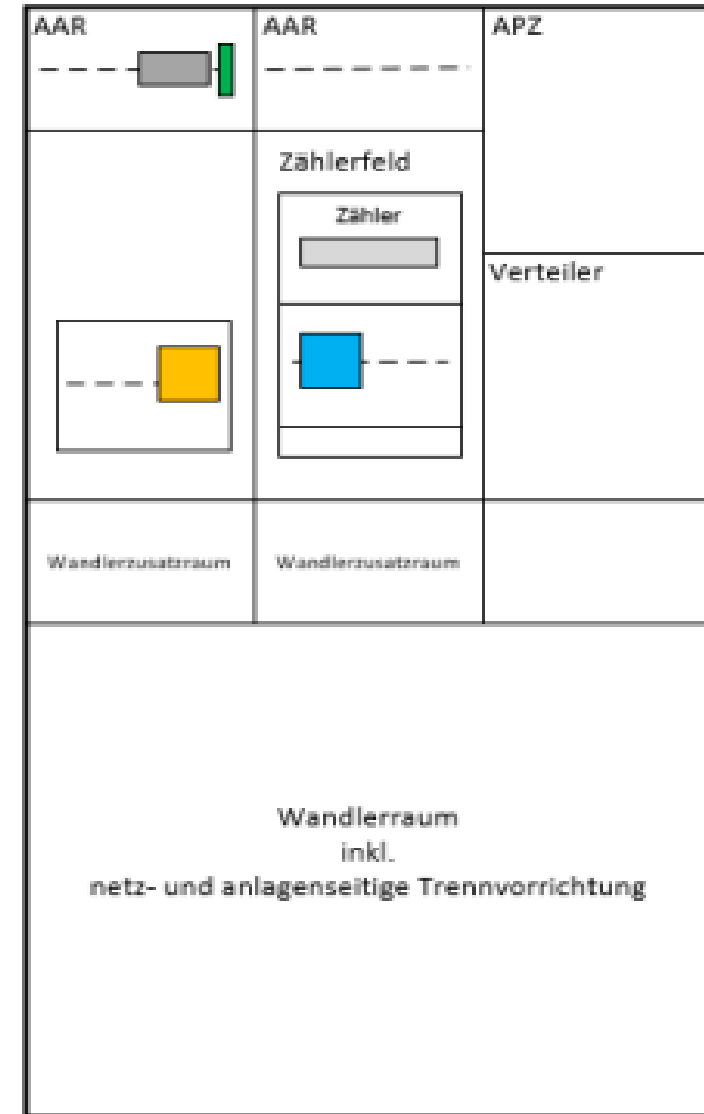 AAR
AAR
APZ
Zählerfeld
Zähler
Verteiler
Wandlerzusatzraum
Wandlerzusatzraum
Wandlerraum
inkl.
netz- und anlagenseitige Trennvorrichtung